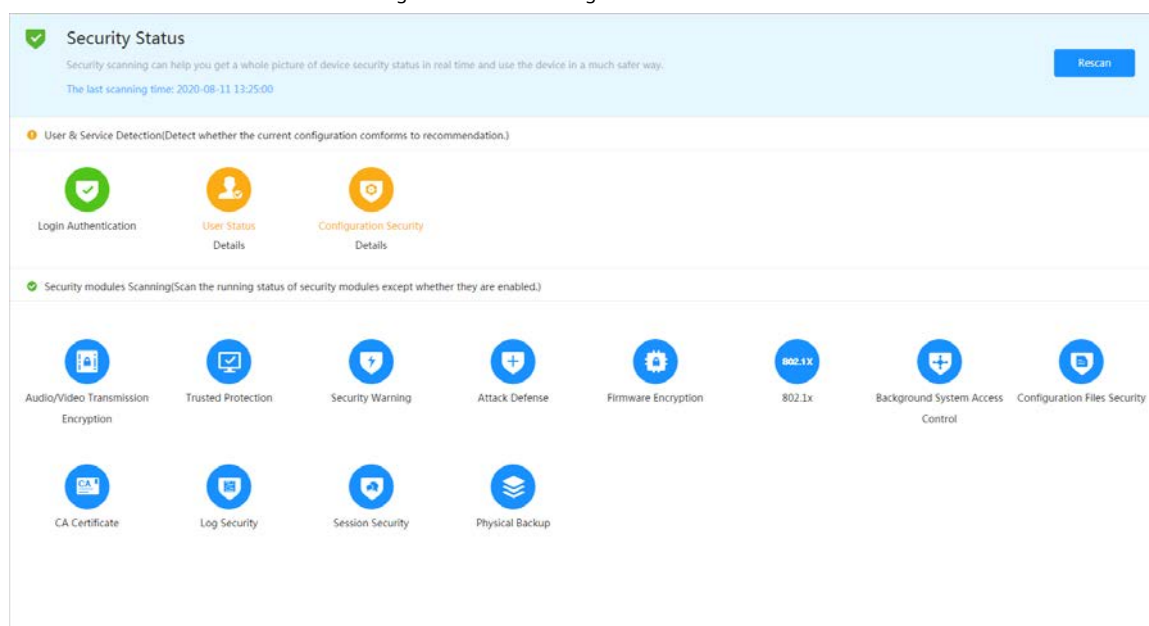 Security Status
Security scanning can help you get a whole picture of device security status in real time and use the device in a much safer way.
Rescan
The last scanning time: 2020-08-11 13:25:00
User & Service Detection(Detect whether the current configuration comforms to recommendation.)
Login Authentication
User Status
Configuration Security
Details
Details
Security modules Scanning(Scan the running status of security modules except whether they are enabled.)
802.1X
Audio/Video Transmission
Encryption
Trusted Protection
Security Warning
Attack Defense
Firmware Encryption
802.1x
Background System Access
Control
Configuration Files Security
CA
CA Certificate
Log Security
Session Security
Physical Backup